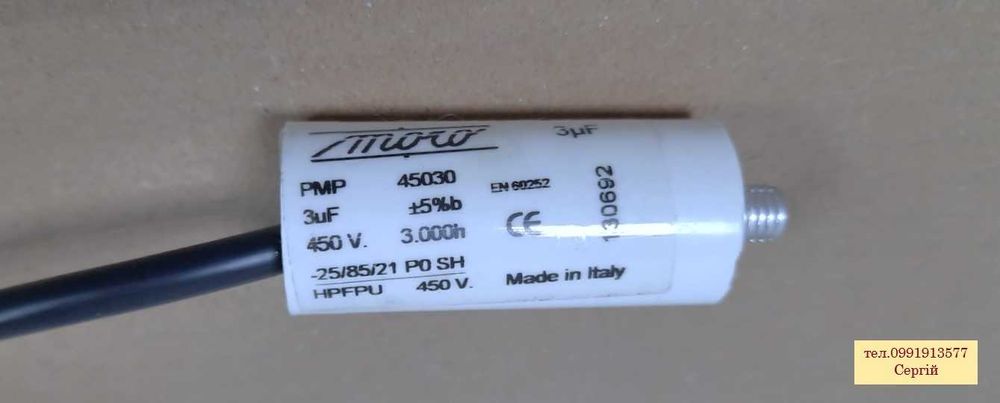 moro
PMP 45030
3uF ±5%b
450 V. 3.000h
-25/85/21 P0 SH
HPFPU 450 V.
EN 60252
CE
Made in Italy
3µF
130692
тел.0991913577
Сергій